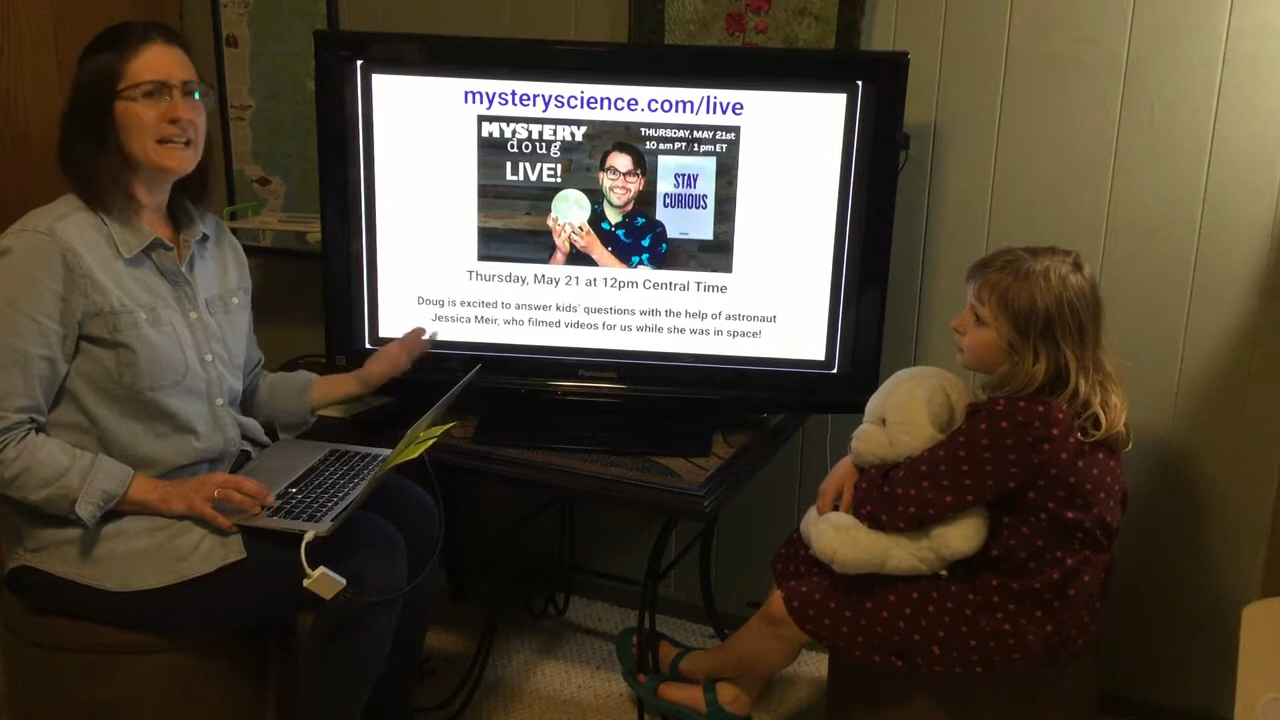 mysteryscience.com/live
MYSTERY
doug
LIVE!
THURSDAY, MAY 21st
10 am PT / 1 pm ET
STAY
CURIOUS
Thursday, May 21 at 12pm Central Time
Doug is excited to answer kids' questions with the help of astronaut
Jessica Meir, who filmed videos for us while she was in space!
Panasonic